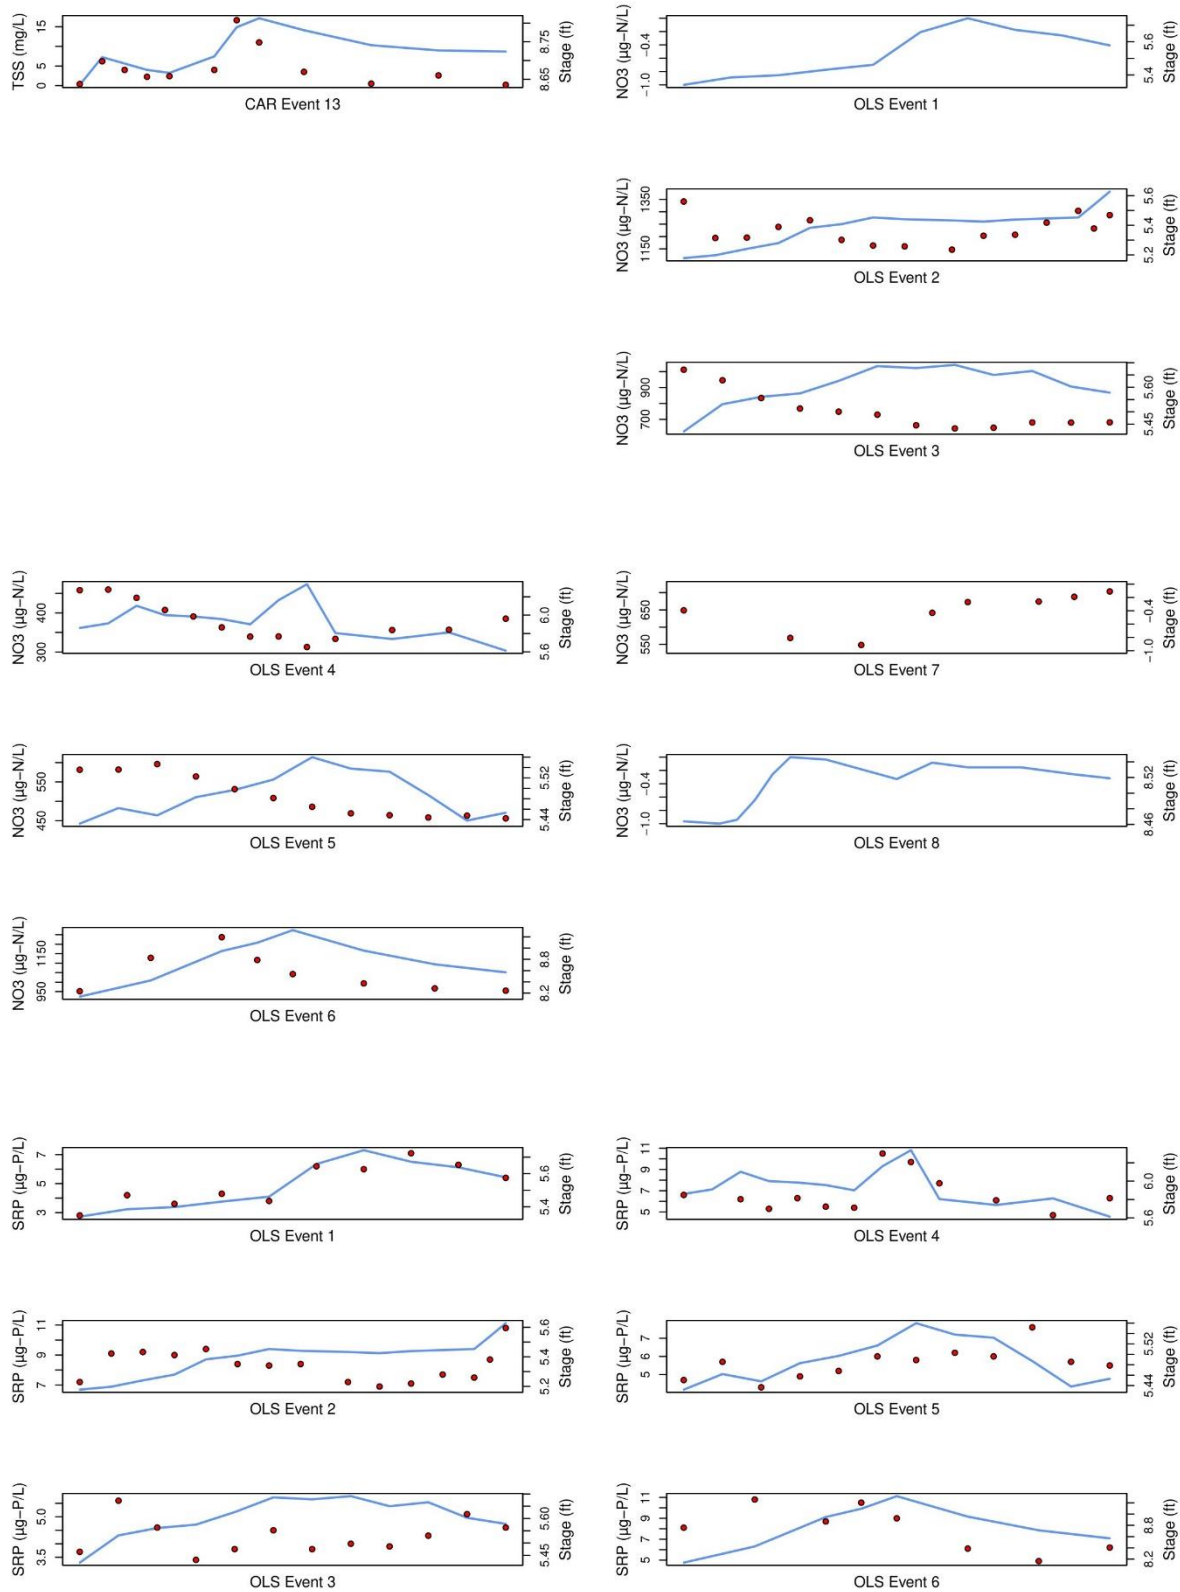 TSS (mg/L)
0 5 15
8.65 8.75
Stage (ft)
CAR Event 13
NO3 (µg−N/L)
−1.0 −0.4
5.4 5.6
Stage (ft)
OLS Event 1
NO3 (µg−N/L)
1150 1350
5.2 5.4 5.6
Stage (ft)
OLS Event 2
NO3 (µg−N/L)
700 900
5.45 5.60
Stage (ft)
OLS Event 3
NO3 (µg−N/L)
300 400
5.6 6.0
Stage (ft)
OLS Event 4
NO3 (µg−N/L)
550 650
−1.0 −0.4
Stage (ft)
OLS Event 7
NO3 (µg−N/L)
450 550
5.44 5.52
Stage (ft)
OLS Event 5
NO3 (µg−N/L)
−1.0 −0.4
8.46 8.52
Stage (ft)
OLS Event 8
NO3 (µg−N/L)
950 1150
8.2 8.8
Stage (ft)
OLS Event 6
SRP (µg−P/L)
3 5 7
5.4 5.6
Stage (ft)
OLS Event 1
SRP (µg−P/L)
5 7 9 11
5.6 6.0
Stage (ft)
OLS Event 4
SRP (µg−P/L)
7 9 11
5.2 5.4 5.6
Stage (ft)
OLS Event 2
SRP (µg−P/L)
5 6 7
5.44 5.52
Stage (ft)
OLS Event 5
SRP (µg−P/L)
3.5 5.0
5.45 5.60
Stage (ft)
OLS Event 3
SRP (µg−P/L)
5 7 9 11
8.2 8.8
Stage (ft)
OLS Event 6